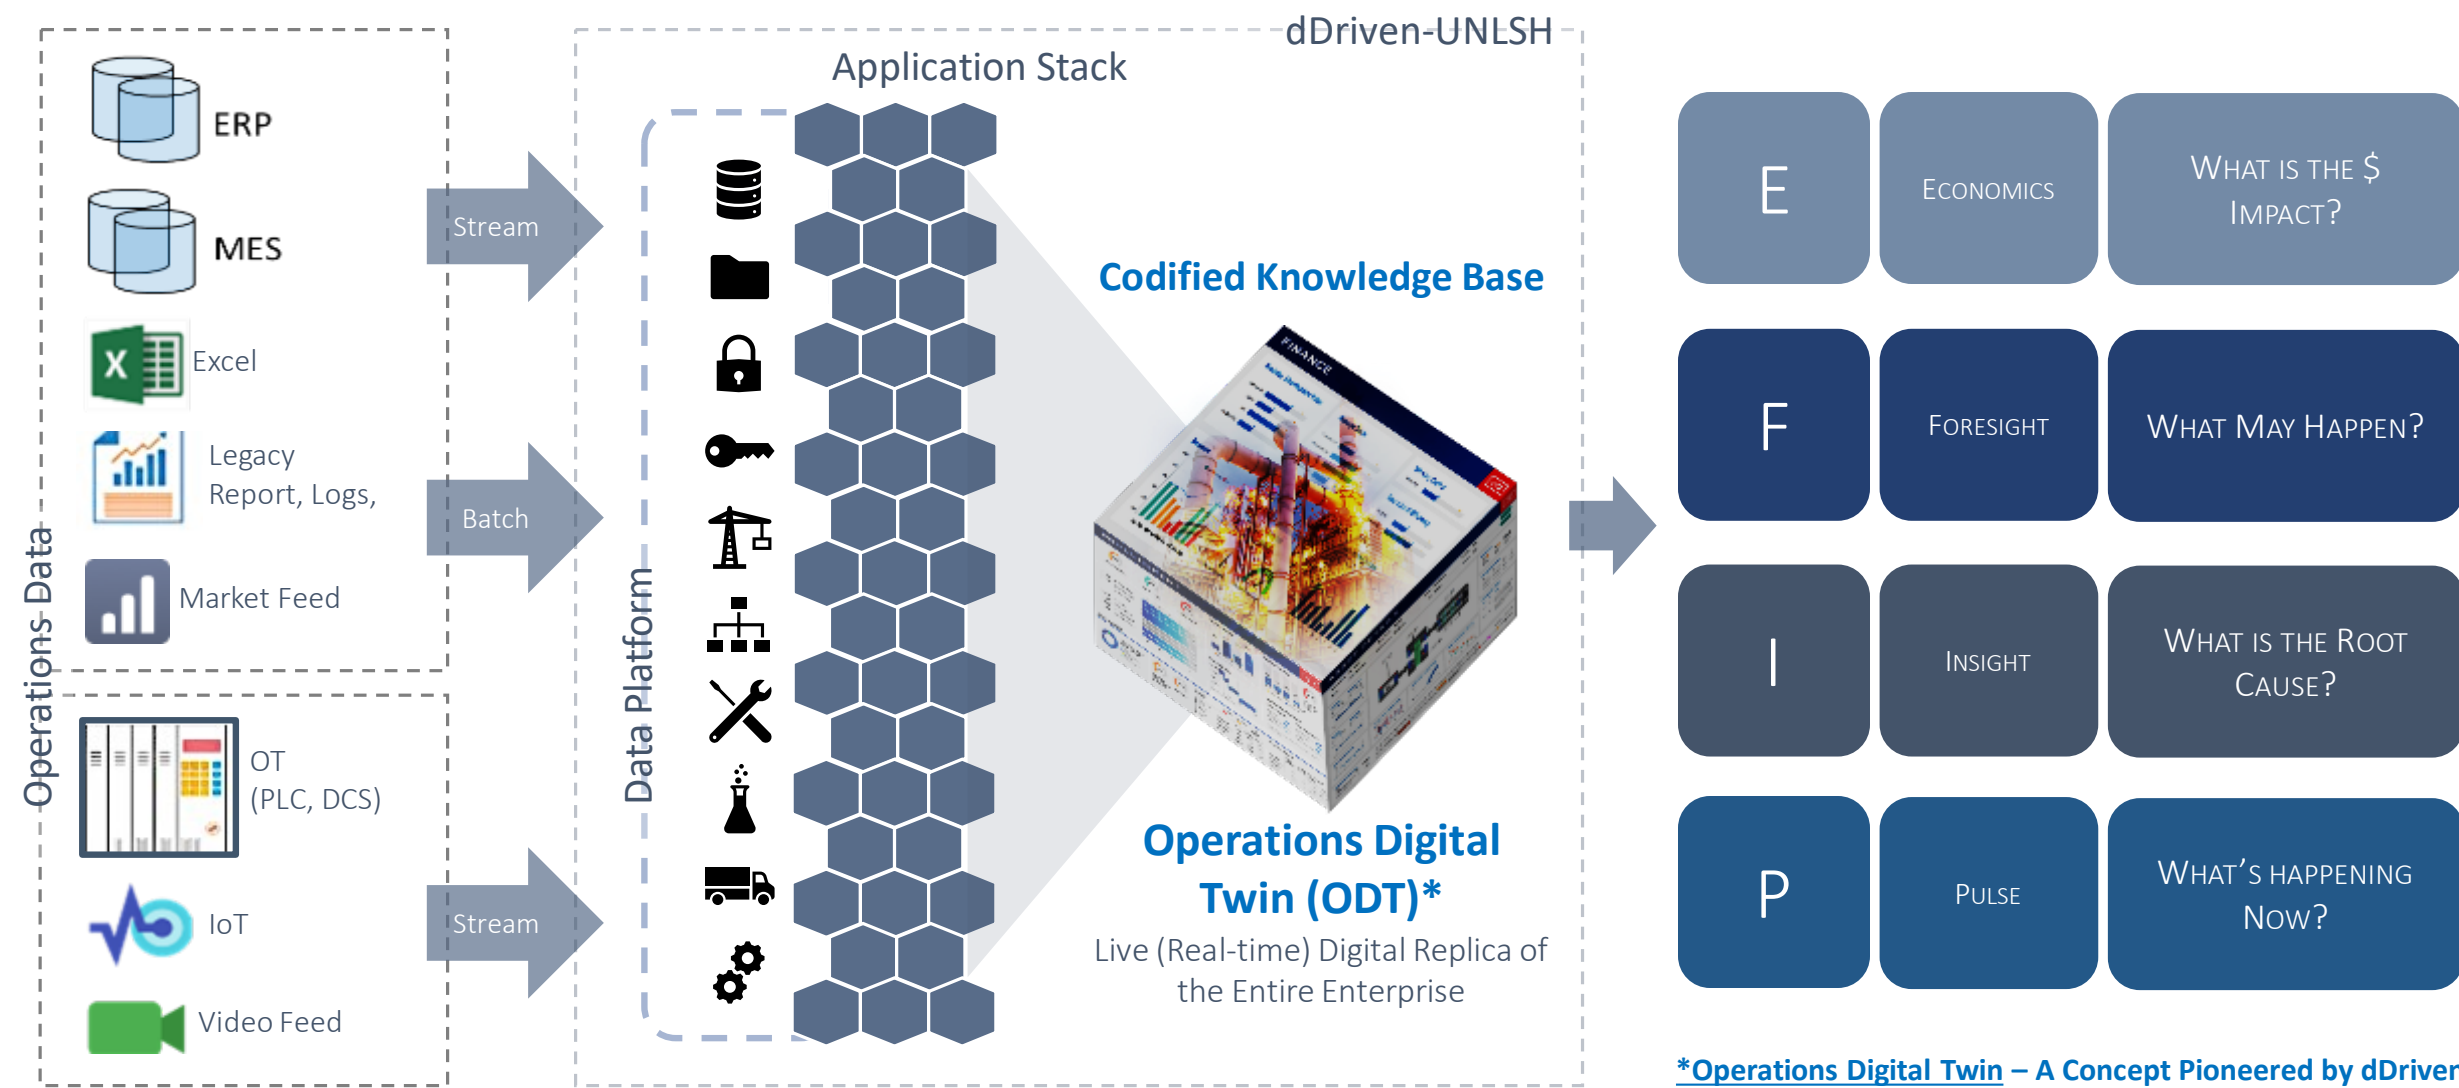 dDriven-UNLSH
Application Stack
Operations Data
ERP
MES
Excel
Legacy
Report, Logs,
Market Feed
OT
(PLC, DCS)
IoT
Video Feed
Stream
Batch
Stream
Data Platform
Codified Knowledge Base
FINANCE
Operations Digital
Twin (ODT)*
Live (Real-time) Digital Replica of
the Entire Enterprise
E
ECONOMICS
WHAT IS THE $
IMPACT?
F
FORESIGHT
WHAT MAY HAPPEN?
I
INSIGHT
WHAT IS THE ROOT
CAUSE?
P
PULSE
WHAT'S HAPPENING
NOW?
*Operations Digital Twin – A Concept Pioneered by dDriven